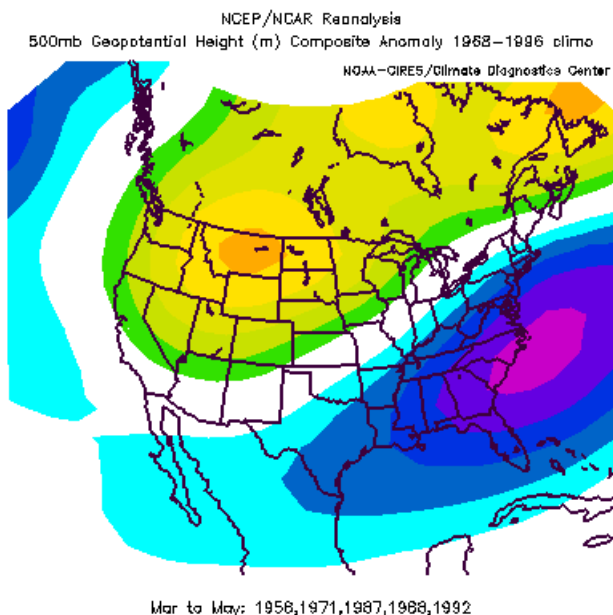 NCEP/NCAR Reanalysis
500mb Geopotential Height (m) Composite Anomaly 1968-1996 climo
NOAA-CIRES/Climate Diagnostics Center
Mar to May: 1956,1971,1987,1968,1992